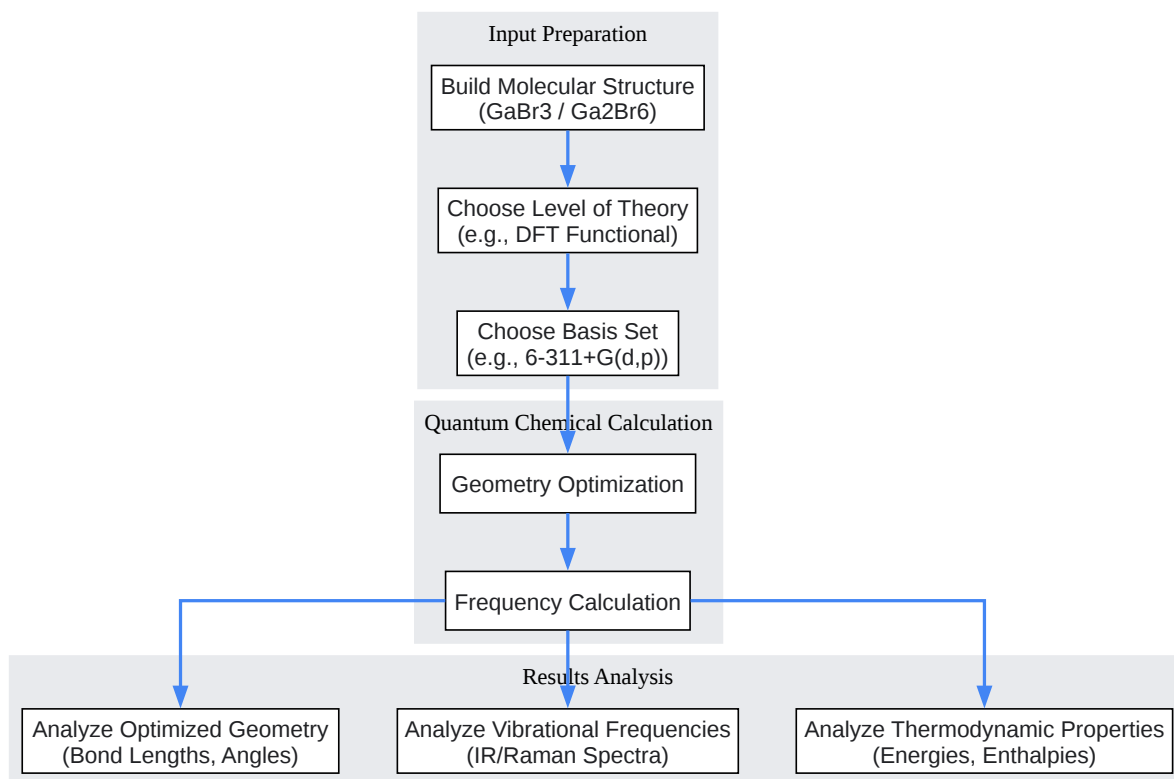 Input Preparation
Build Molecular Structure
(GaBr3 / Ga2Br6)
Choose Level of Theory
(e.g., DFT Functional)
Choose Basis Set
(e.g., 6-311+G(d,p))
Quantum Chemical Calculation
Geometry Optimization
Frequency Calculation
Results Analysis
Analyze Optimized Geometry
(Bond Lengths, Angles)
Analyze Vibrational Frequencies
(IR/Raman Spectra)
Analyze Thermodynamic Properties
(Energies, Enthalpies)